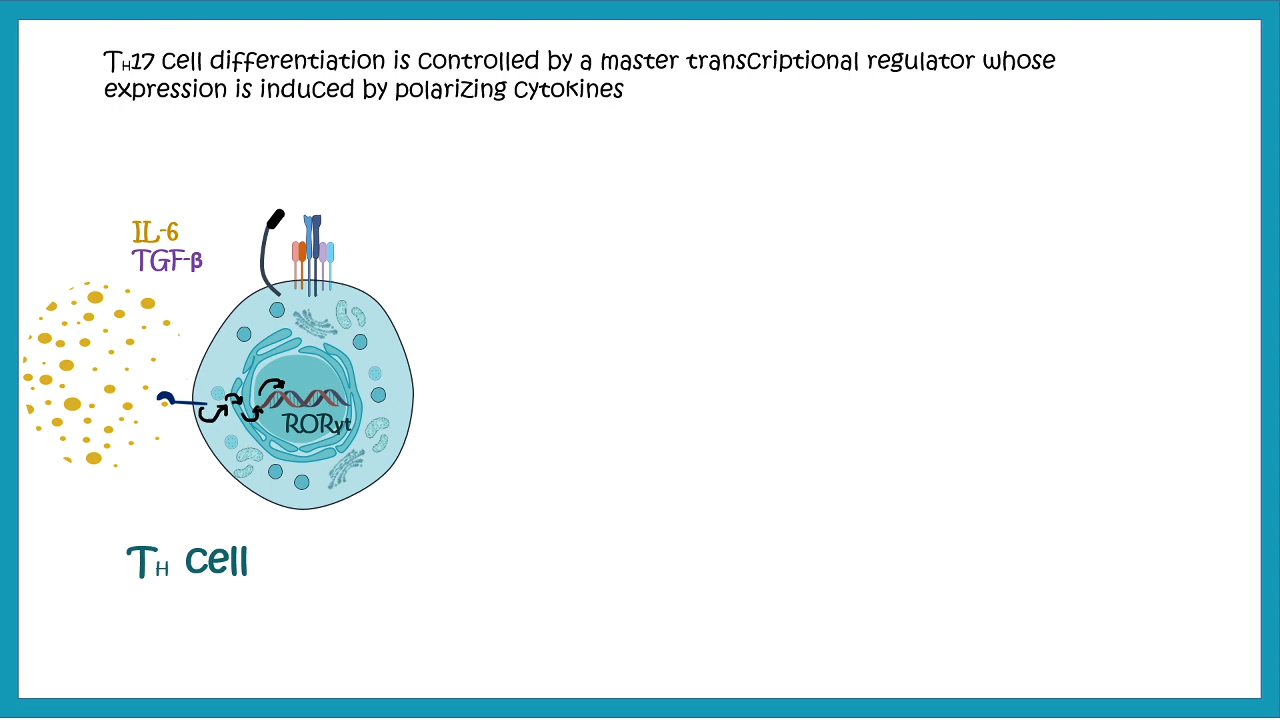 TH17 cell differentiation is controlled by a master transcriptional regulator whose
expression is induced by polarizing cytokines
IL-6
TGF-β
RORγt
TH cell